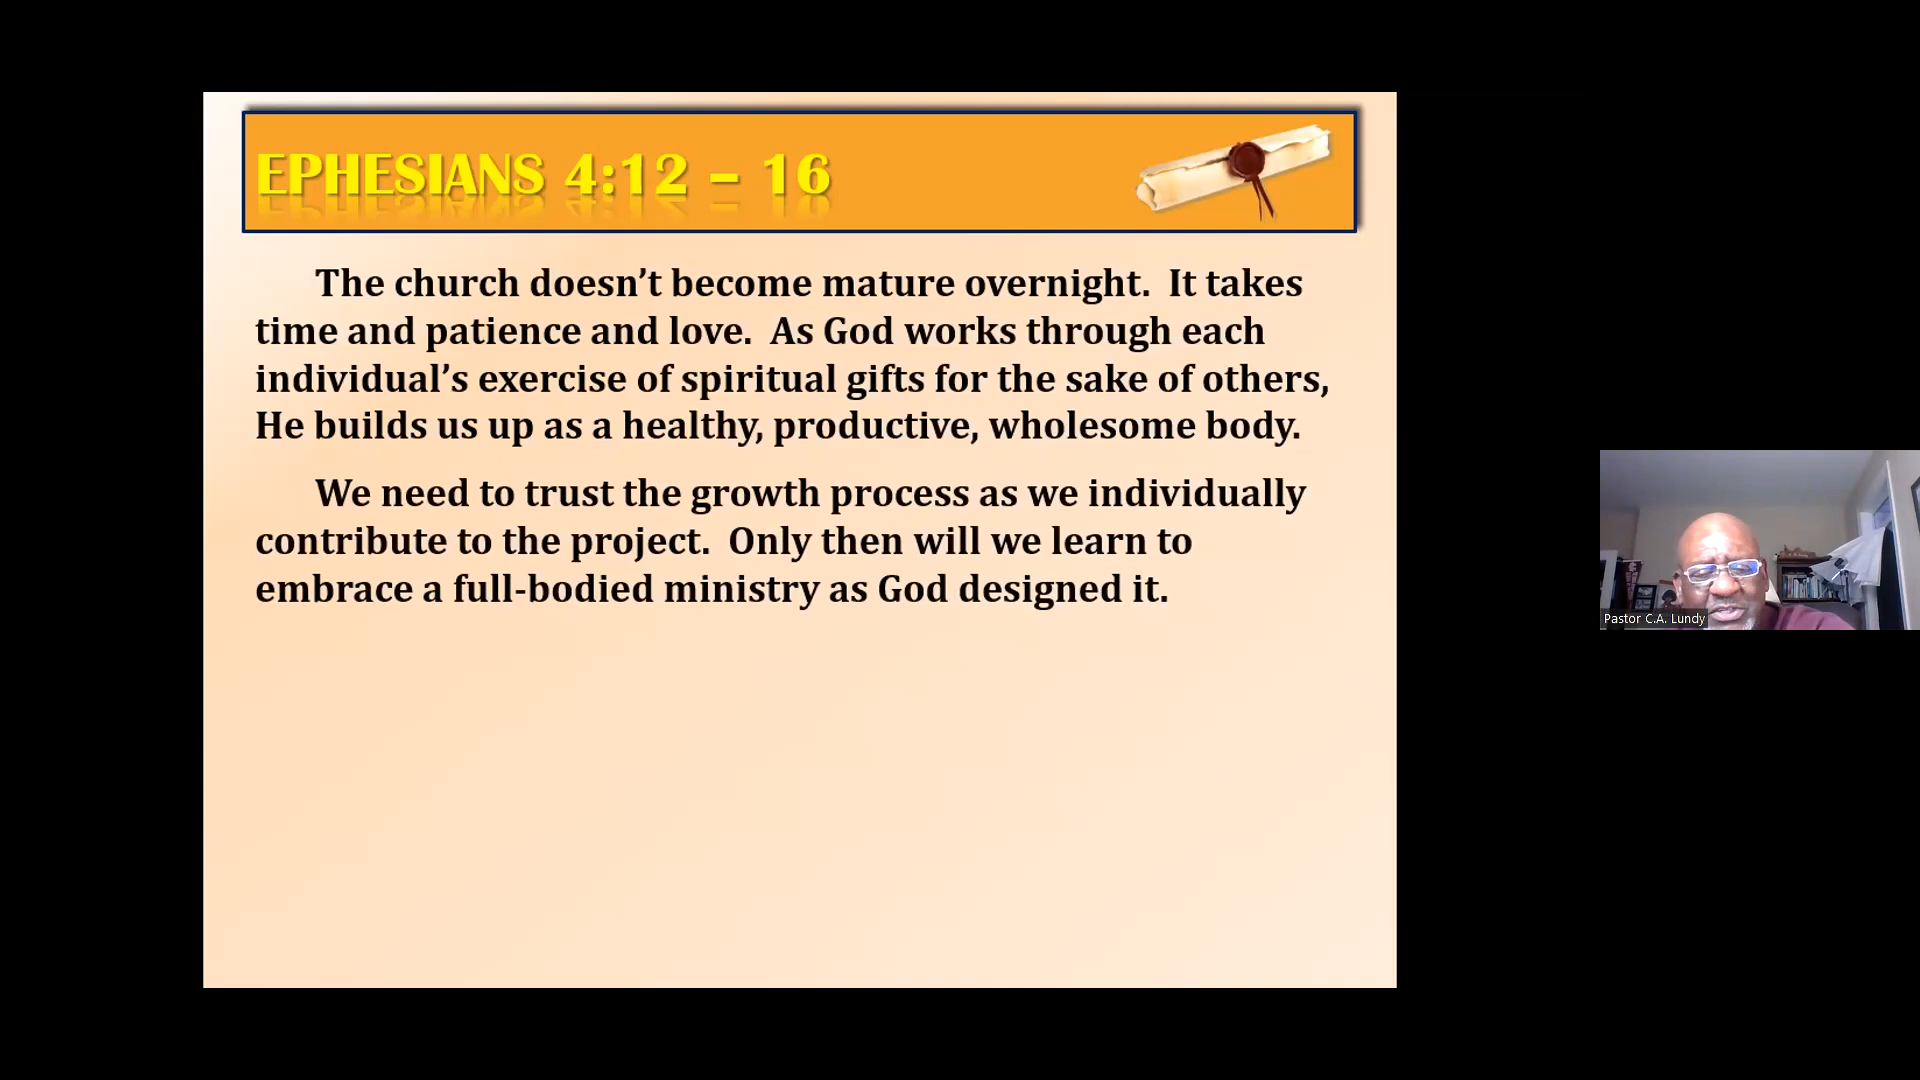 EPHESIANS 4:12 – 16
The church doesn’t become mature overnight.  It takes
time and patience and love.  As God works through each
individual’s exercise of spiritual gifts for the sake of others,
He builds us up as a healthy, productive, wholesome body.
We need to trust the growth process as we individually
contribute to the project.  Only then will we learn to
embrace a full-bodied ministry as God designed it.
Pastor C.A. Lundy